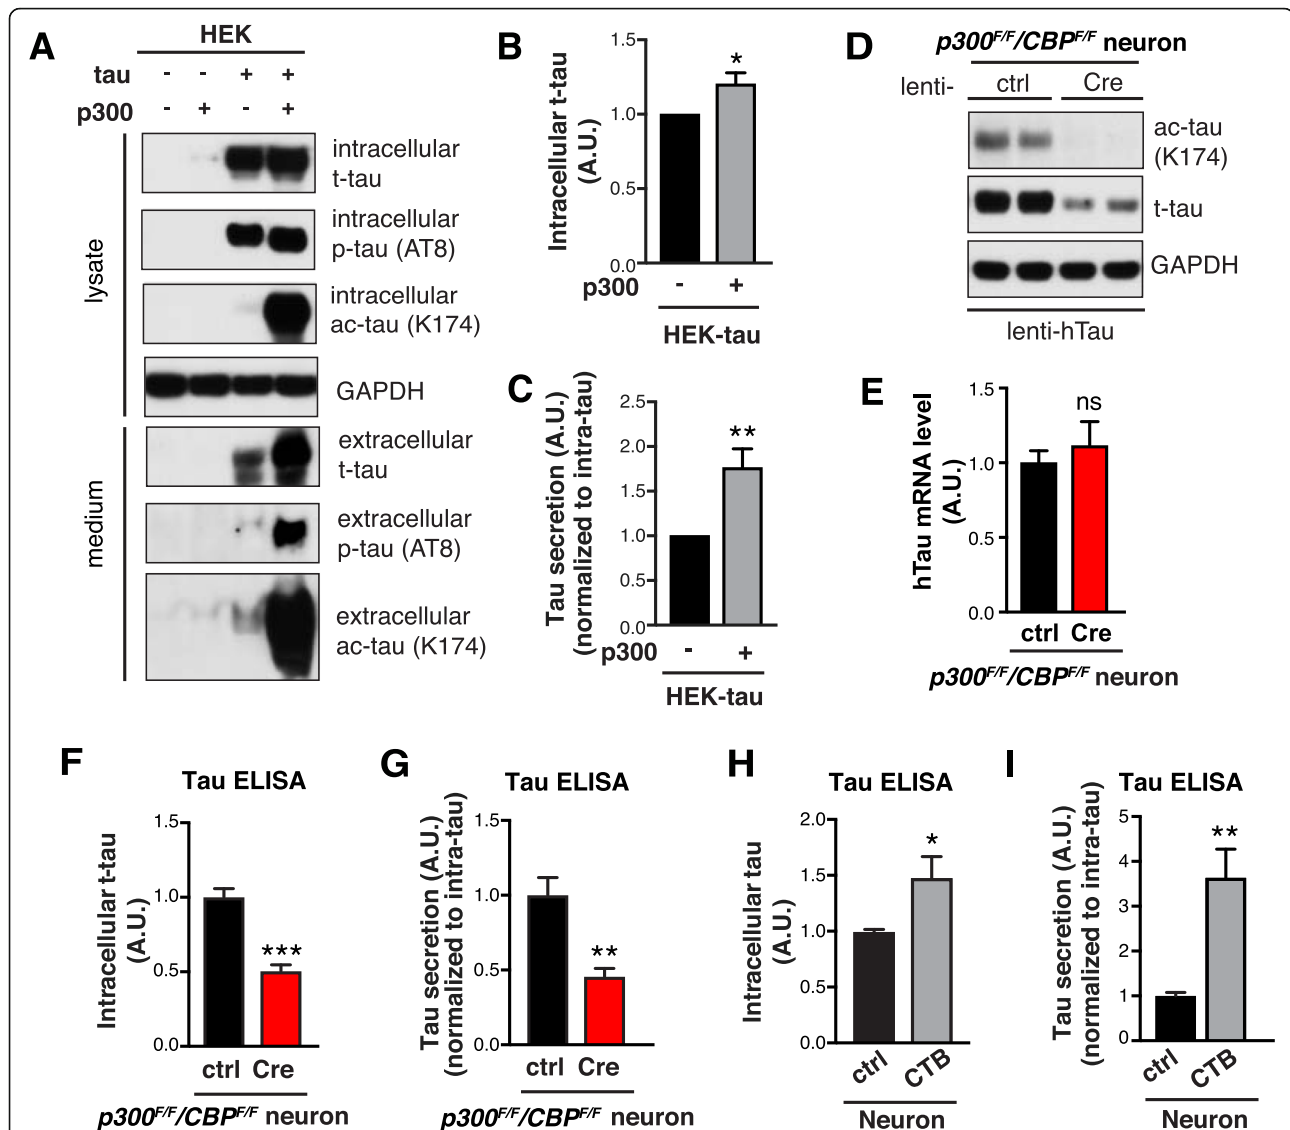 A
HEK
tau - - + +
p300 - + - +
lysate
intracellular
t-tau
intracellular
p-tau (AT8)
intracellular
ac-tau (K174)
GAPDH
medium
extracellular
t-tau
extracellular
p-tau (AT8)
extracellular
ac-tau (K174)
B
Intracellular t-tau
(A.U.)
1.5
1.0
0.5
0.0
*
p300 - +
HEK-tau
C
Tau secretion (A.U.)
(normalized to intra-tau)
2.5
2.0
1.5
1.0
0.5
0.0
**
p300 - +
HEK-tau
D
p300F/F/CBPF/F neuron
lenti- ctrl Cre
ac-tau
(K174)
t-tau
GAPDH
lenti-hTau
E
hTau mRNA level
(A.U.)
1.5
1.0
0.5
0.0
ns
ctrl Cre
p300F/F/CBPF/F neuron
F
Tau ELISA
Intracellular t-tau
(A.U.)
1.5
1.0
0.5
0.0
***
ctrl Cre
p300F/F/CBPF/F neuron
G
Tau ELISA
Tau secretion (A.U.)
(normalized to intra-tau)
1.5
1.0
0.5
0.0
**
ctrl Cre
p300F/F/CBPF/F neuron
H
Tau ELISA
Intracellular tau
(A.U.)
2.0
1.5
1.0
0.5
0.0
*
ctrl CTB
Neuron
I
Tau ELISA
Tau secretion (A.U.)
(normalized to intra-tau)
5
4
3
2
1
0
**
ctrl CTB
Neuron